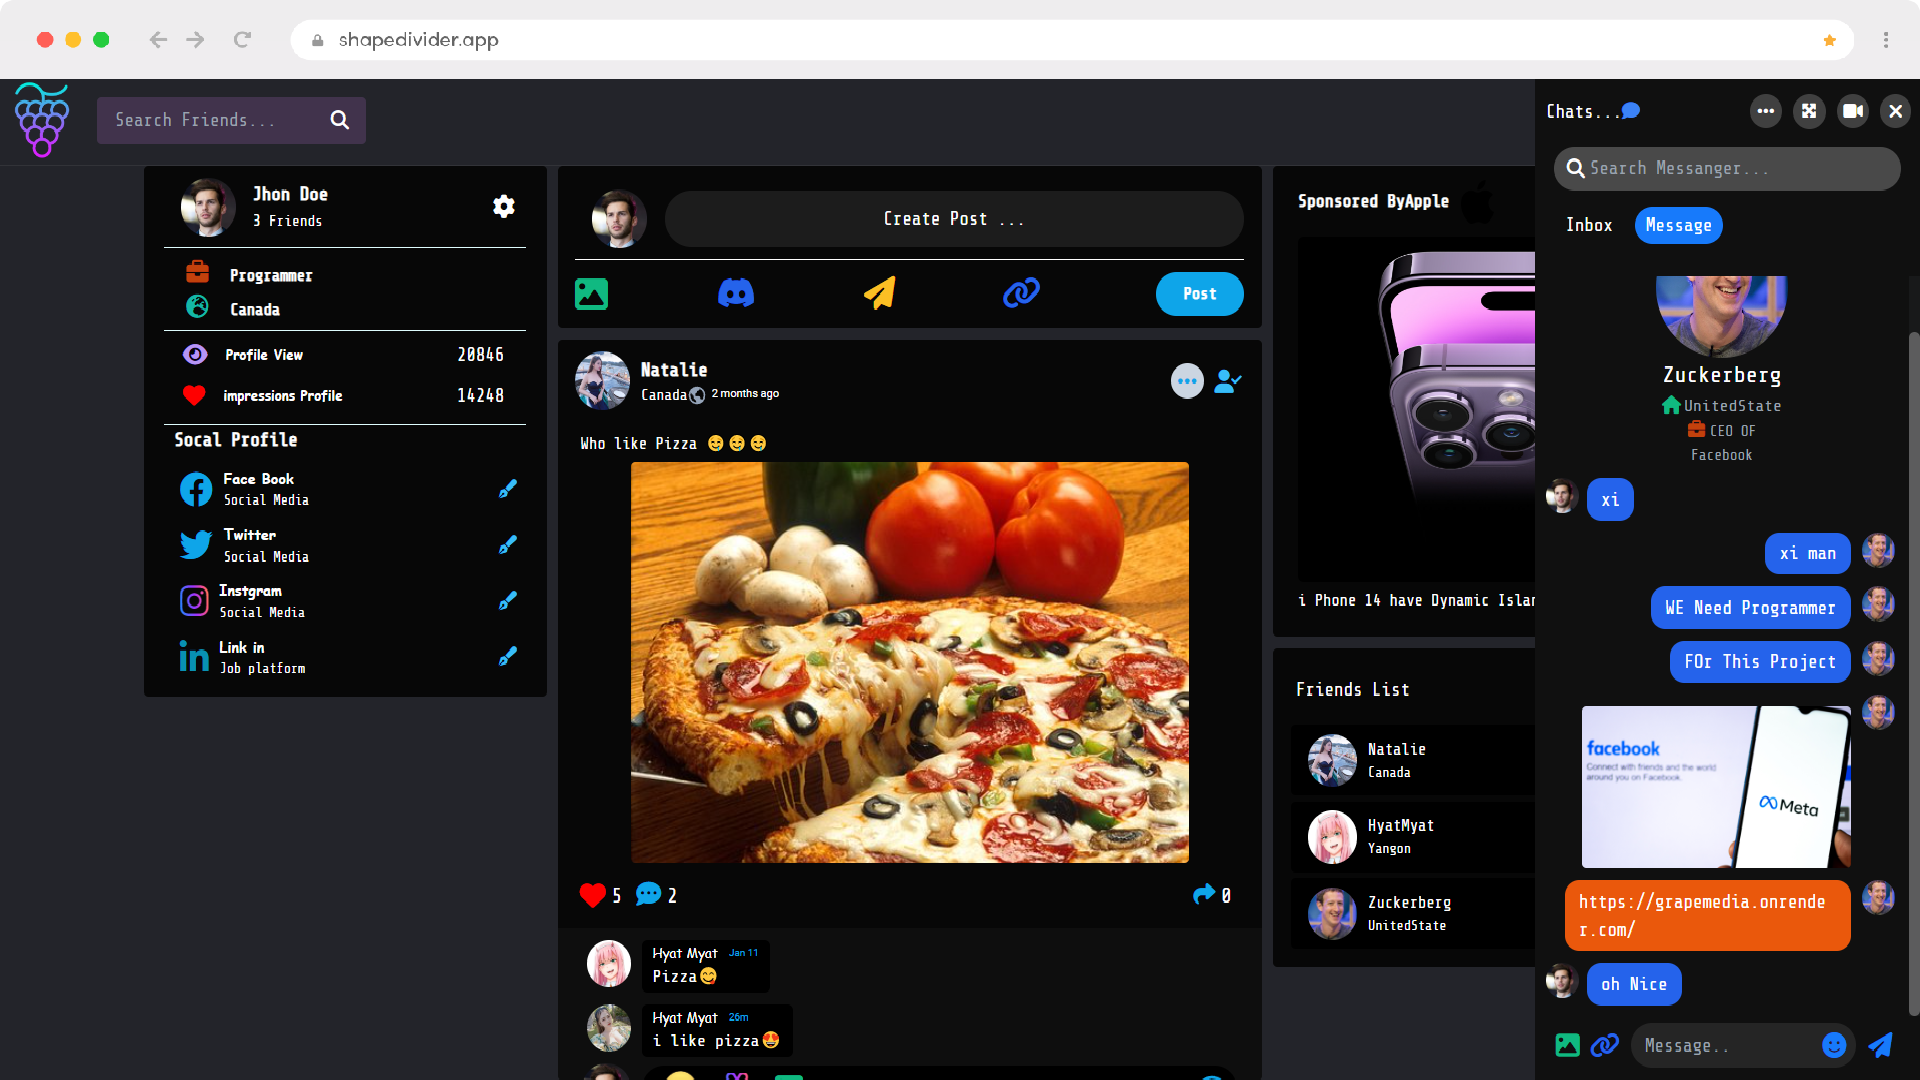 shapedivider.app
Search Friends...
Jhon Doe
3 Friends
Programmer
Canada
Profile View 20846
impressions Profile 14248
Socal Profile
Face Book
Social Media
Twitter
Social Media
Instgram
Social Media
Link in
Job platform
Create Post ...
Post
Natalie
Canada 2 months ago
Who like Pizza 😋😋😋
5 2 0
Hyat Myat Jan 11
Pizza😋
Hyat Myat 26m
i like pizza😍
Sponsored ByApple
i Phone 14 have Dynamic Islan
Friends List
Natalie
Canada
HyatMyat
Yangon
Zuckerberg
UnitedState
Chats...
Search Messanger...
Inbox Message
Zuckerberg
UnitedState
CEO OF
Facebook
xi
xi man
WE Need Programmer
FOr This Project
facebook
Connect with friends and the world
around you on Facebook.
Meta
https://grapemedia.onrende
r.com/
oh Nice
Message..